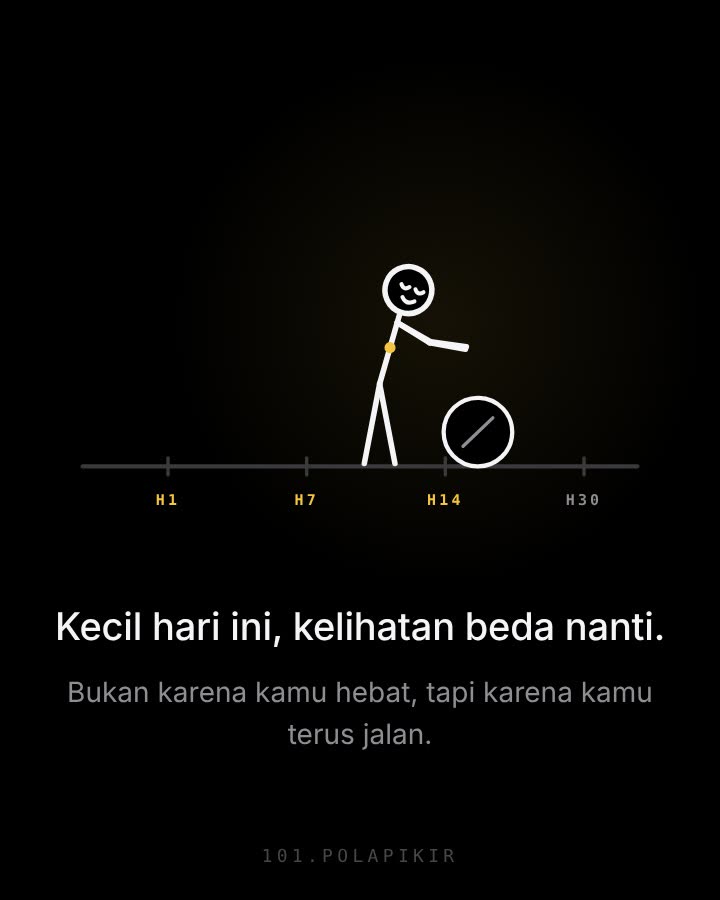 H1 H7 H14 H30
Kecil hari ini, kelihatan beda nanti.
Bukan karena kamu hebat, tapi karena kamu
terus jalan.
101.POLAPIKIR